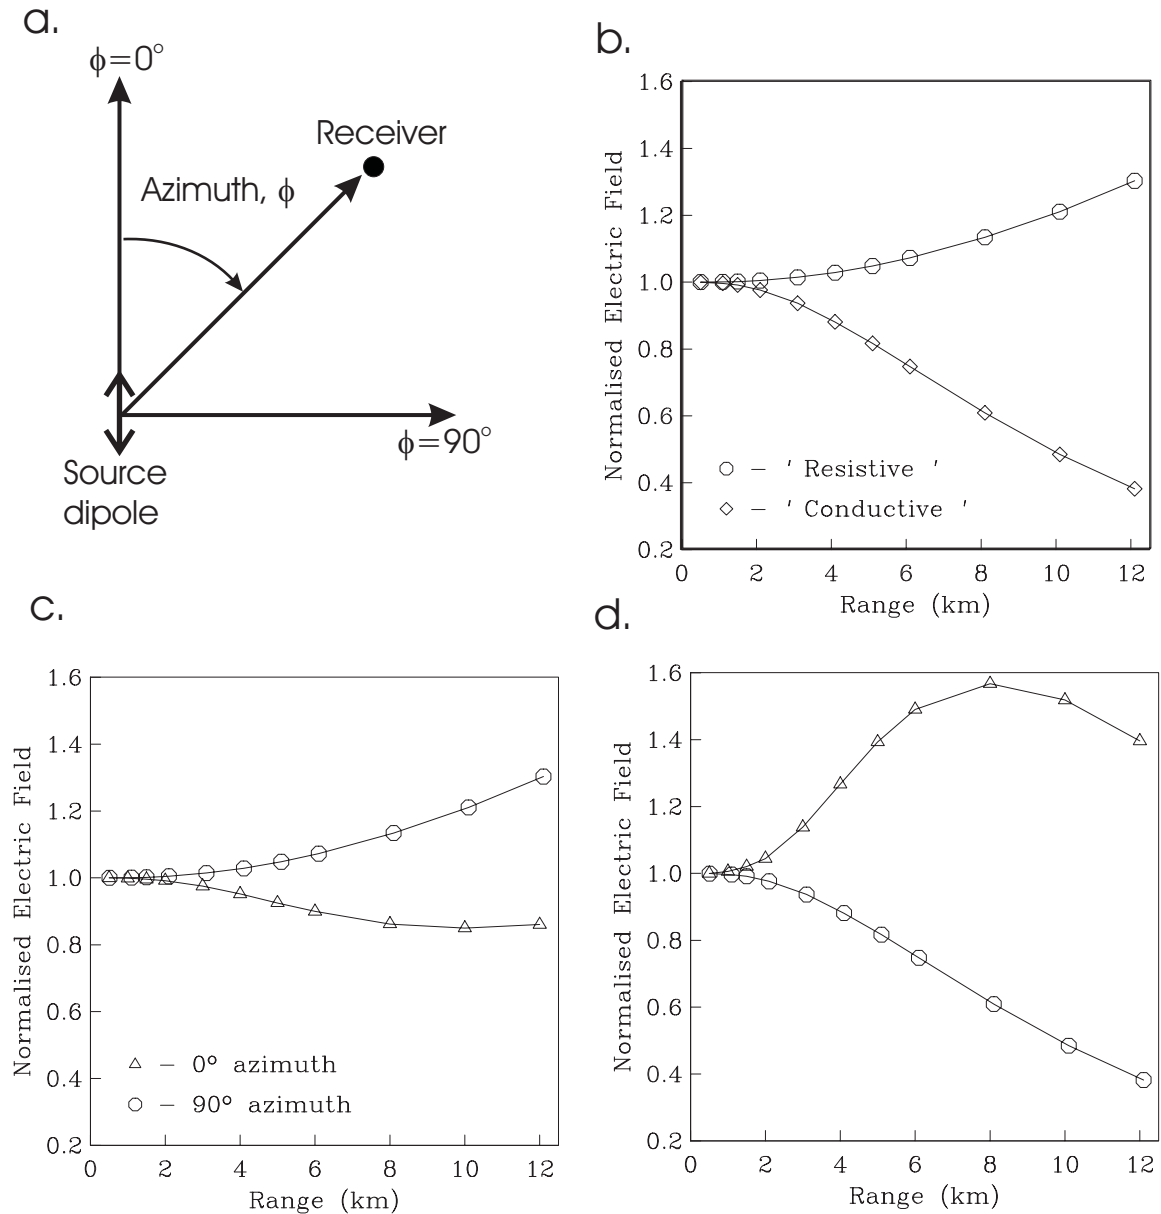 a.
ϕ=0°
Receiver
Azimuth, ϕ
ϕ=90°
Source
dipole
b.
1.6
1.4
1.2
1.0
0.8
0.6
0.4
0.2
Normalised Electric Field
– ' Resistive '
– ' Conductive '
0 2 4 6 8 10 12
Range (km)
c.
1.6
1.4
1.2
1.0
0.8
0.6
0.4
0.2
Normalised Electric Field
– 0° azimuth
– 90° azimuth
0 2 4 6 8 10 12
Range (km)
d.
1.6
1.4
1.2
1.0
0.8
0.6
0.4
0.2
Normalised Electric Field
0 2 4 6 8 10 12
Range (km)